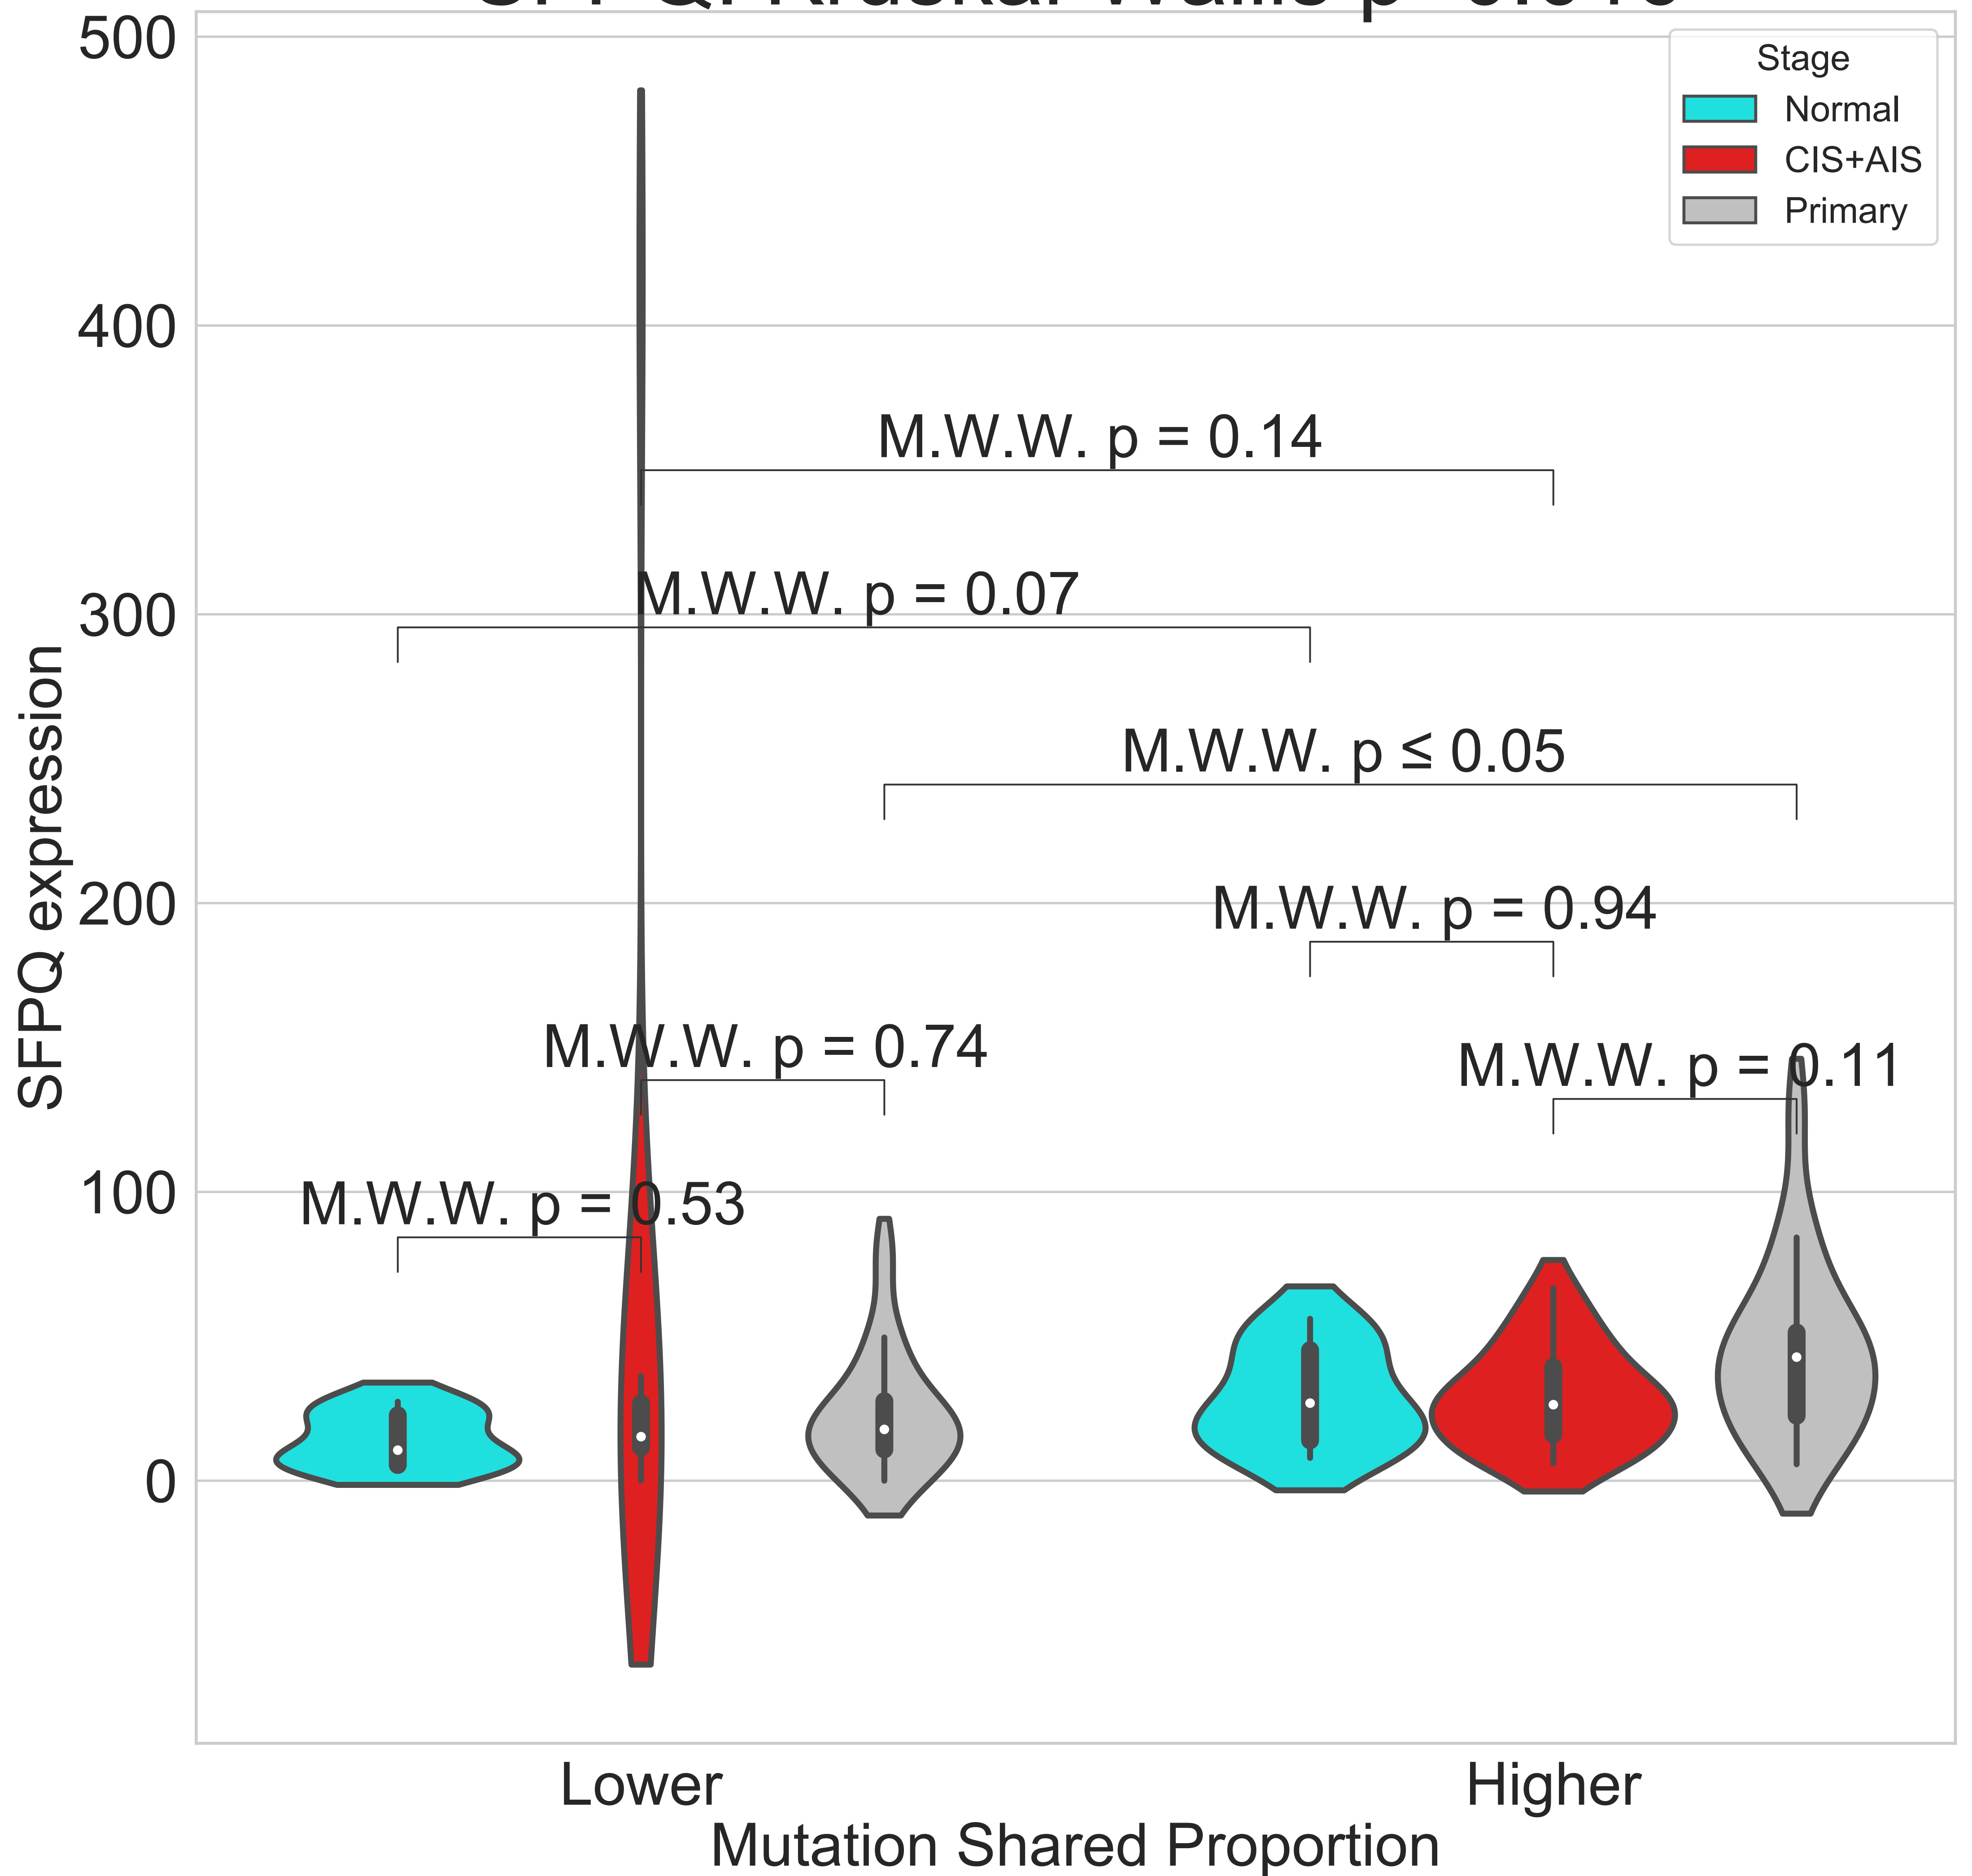 500
400
300
200
100
0
SFPQ expression
Stage
Normal
CIS+AIS
Primary
M.W.W. p = 0.14
M.W.W. p = 0.07
M.W.W. p ≤ 0.05
M.W.W. p = 0.94
M.W.W. p = 0.74
M.W.W. p = 0.11
M.W.W. p = 0.53
Lower
Higher
Mutation Shared Proportion